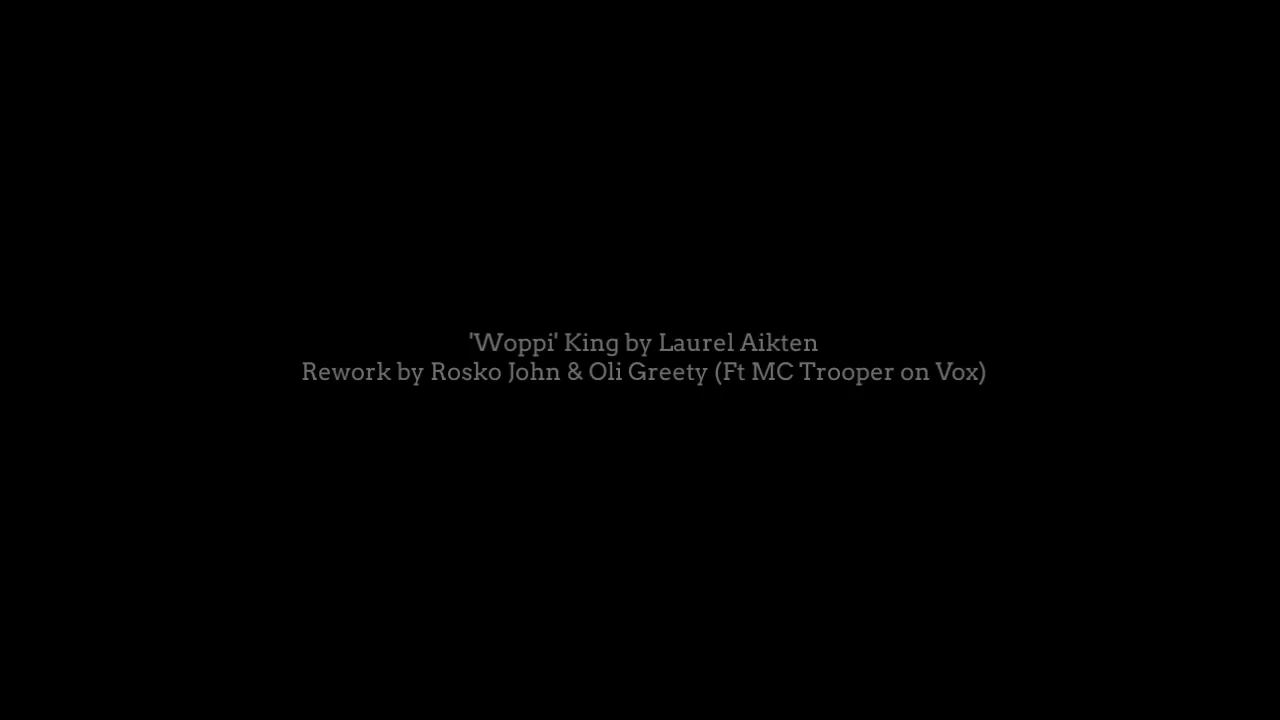 'Woppi' King by Laurel Aikten
Rework by Rosko John & Oli Greety (Ft MC Trooper on Vox)